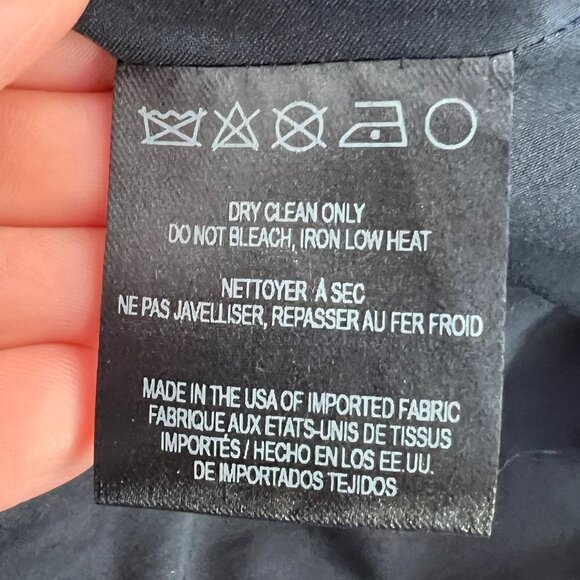 DRY CLEAN ONLY
DO NOT BLEACH, IRON LOW HEAT
NETTOYER À SEC
NE PAS JAVELLISER, REPASSER AU FER FROID
MADE IN THE USA OF IMPORTED FABRIC
FABRIQUE AUX ETATS-UNIS DE TISSUS
IMPORTÉS / HECHO EN LOS EE.UU.
DE IMPORTADOS TEJIDOS